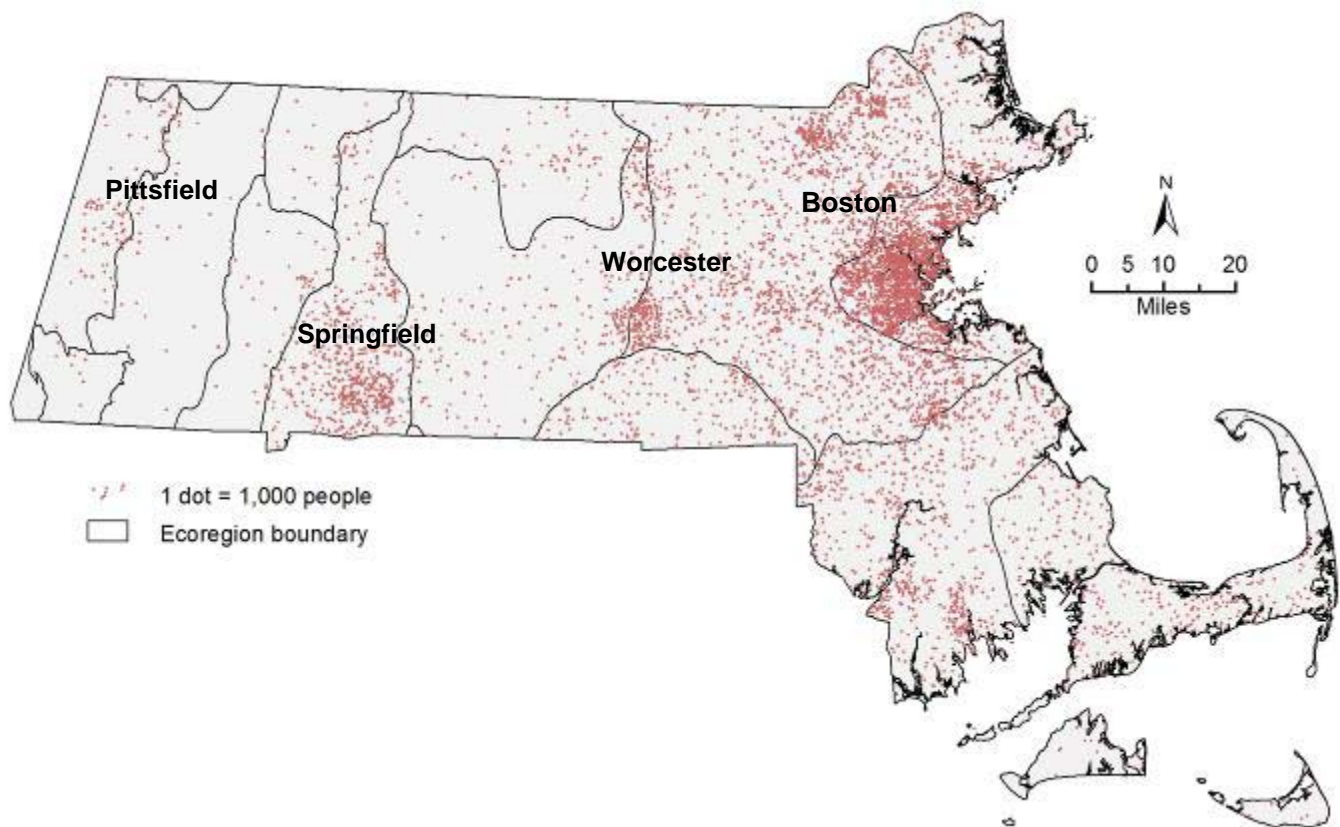 Pittsfield
Boston
N
Worcester
0 5 10 20
Miles
Springfield
1 dot = 1,000 people
Ecoregion boundary